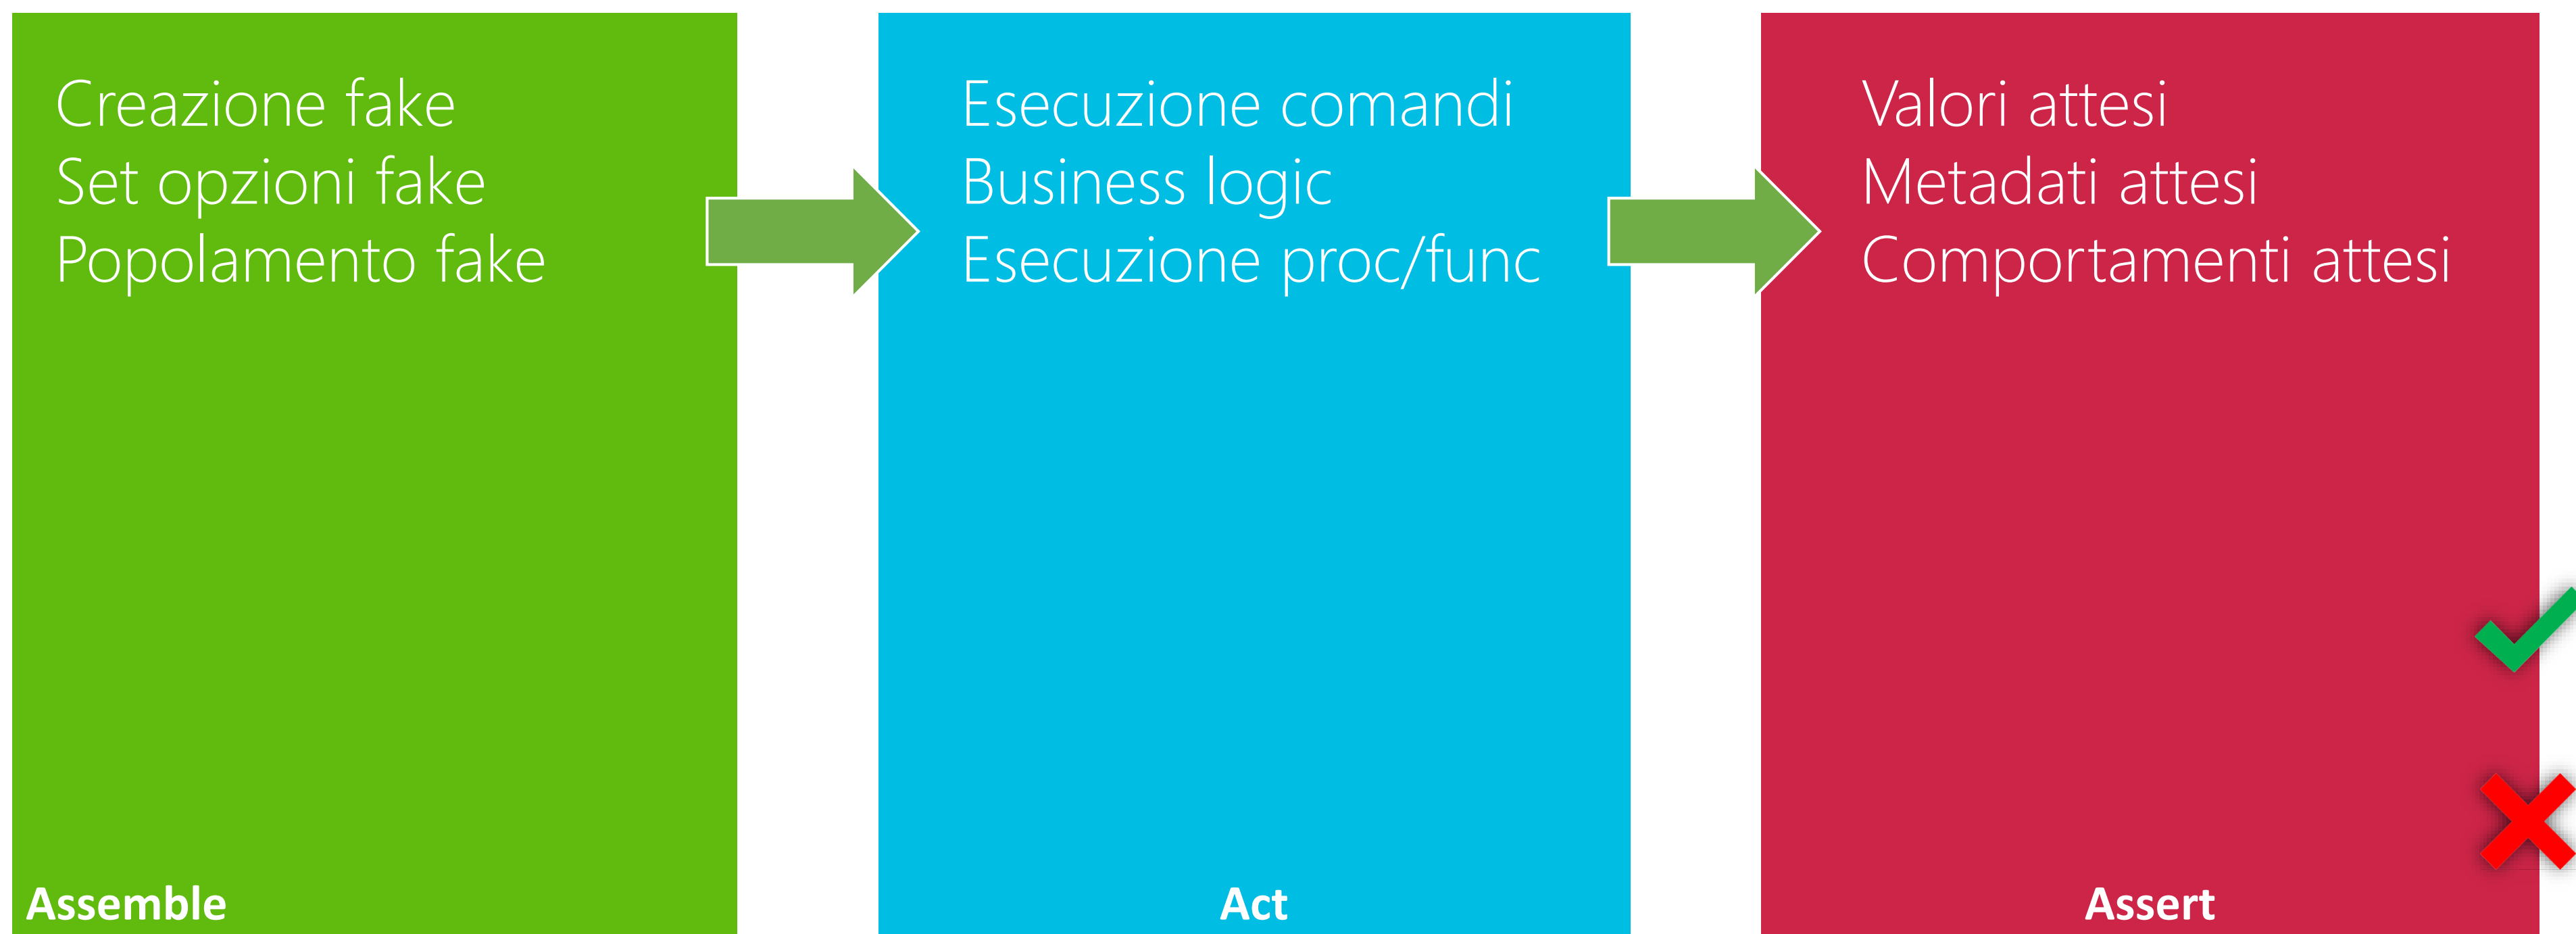 Creazione fake
Set opzioni fake
Popolamento fake
Assemble
Esecuzione comandi
Business logic
Esecuzione proc/func
Act
Valori attesi
Metadati attesi
Comportamenti attesi
Assert